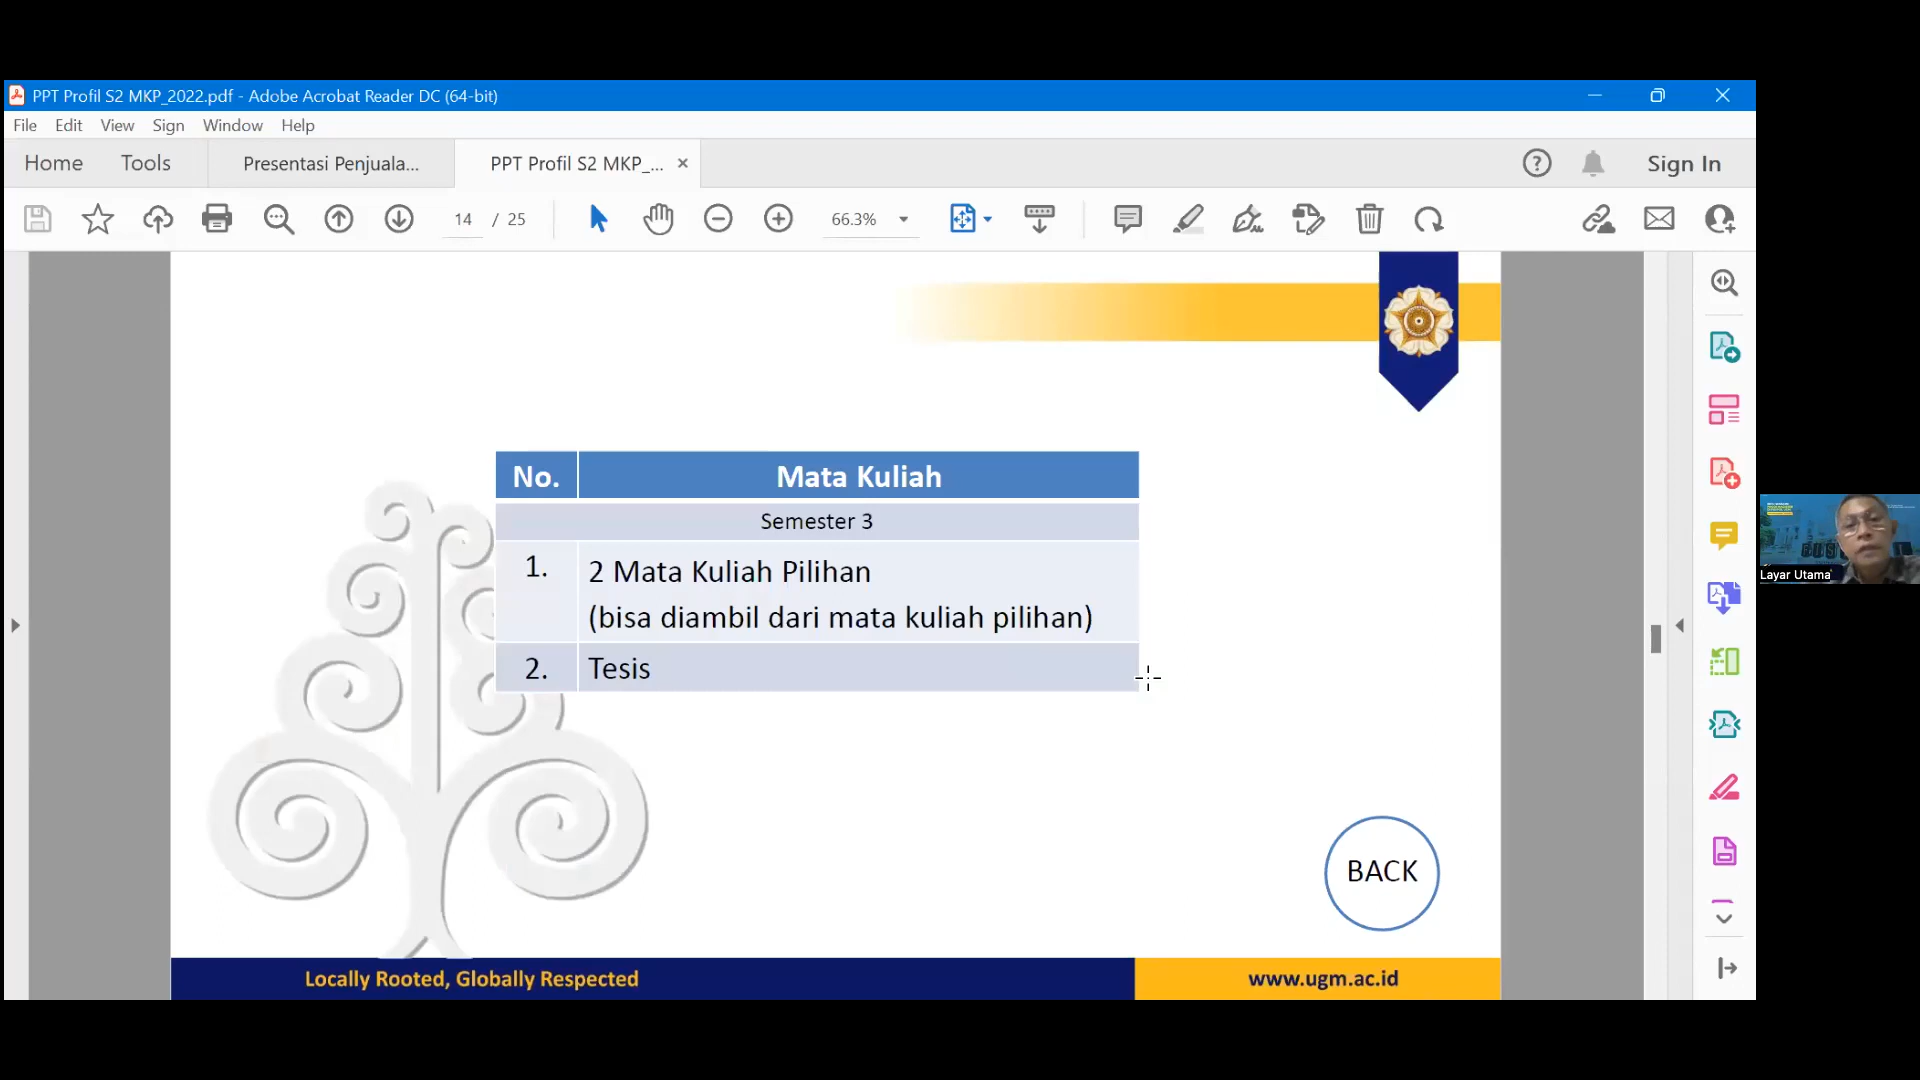 PPT Profil S2 MKP_2022.pdf - Adobe Acrobat Reader DC (64-bit)
File Edit View Sign Window Help
Home Tools Presentasi Penjuala... PPT Profil S2 MKP_... Sign In
14 / 25 66.3%
No. Mata Kuliah
Semester 3
1. 2 Mata Kuliah Pilihan
(bisa diambil dari mata kuliah pilihan)
2. Tesis
BACK
Locally Rooted, Globally Respected
www.ugm.ac.id
Layar Utama